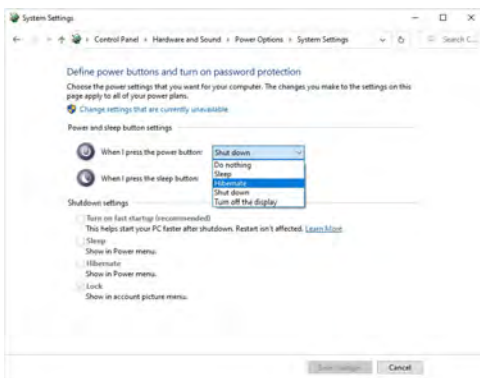 System Settings
Control Panel › Hardware and Sound › Power Options › System Settings
Search C...
Define power buttons and turn on password protection
Choose the power settings that you want for your computer. The changes you make to the settings on this
page apply to all of your power plans.
Change settings that are currently unavailable
Power and sleep button settings
When I press the power button: Shut down
Do nothing
Sleep
Hibernate
When I press the sleep button:
Shut down
Turn off the display
Shutdown settings
Turn on fast startup (recommended)
This helps start your PC faster after shutdown. Restart isn't affected. Learn More
Sleep
Show in Power menu.
Hibernate
Show in Power menu.
Lock
Show in account picture menu.
Save changes Cancel